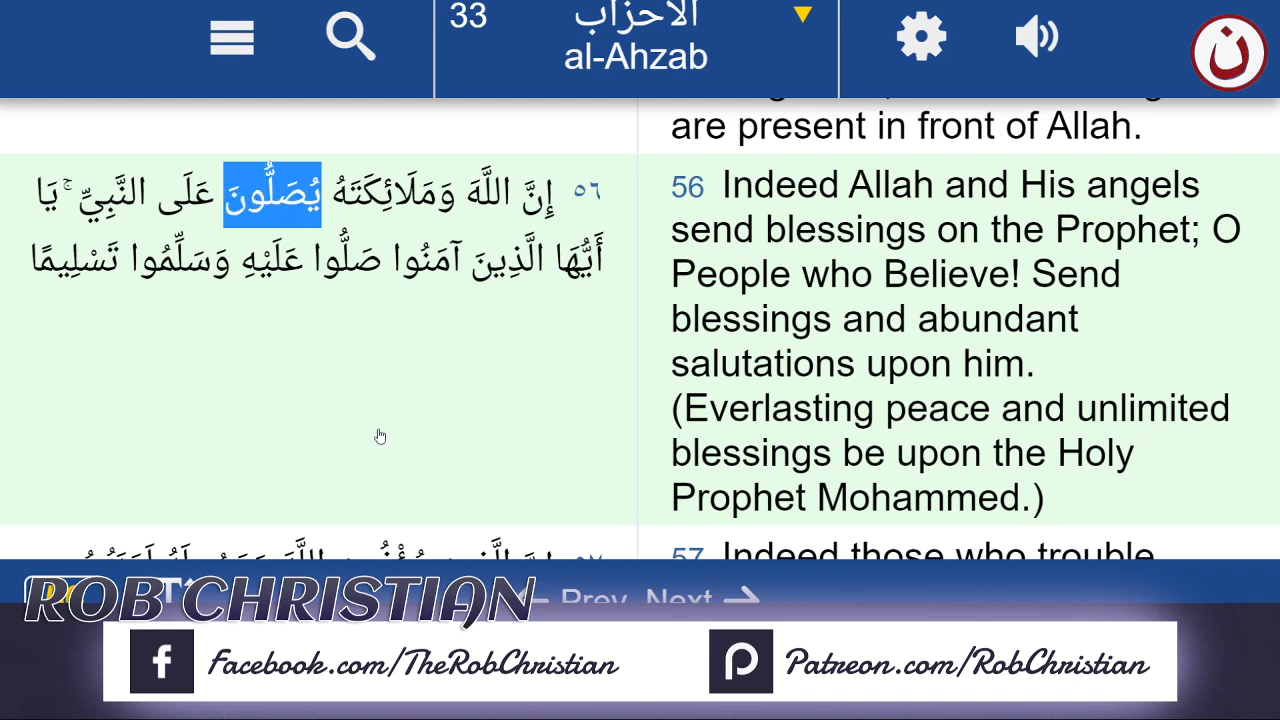 33
الأحزاب
al-Ahzab
ن
are present in front of Allah.
٥٦ إِنَّ اللَّهَ وَمَلَائِكَتَهُ يُصَلُّونَ عَلَى النَّبِيِّ ۚ يَا
أَيُّهَا الَّذِينَ آمَنُوا صَلُّوا عَلَيْهِ وَسَلِّمُوا تَسْلِيمًا
56 Indeed Allah and His angels
send blessings on the Prophet; O
People who Believe! Send
blessings and abundant
salutations upon him.
(Everlasting peace and unlimited
blessings be upon the Holy
Prophet Mohammed.)
57 Indeed those who trouble
← Prev Next →
ROB CHRISTIAN
Facebook.com/TheRobChristian
Patreon.com/RobChristian